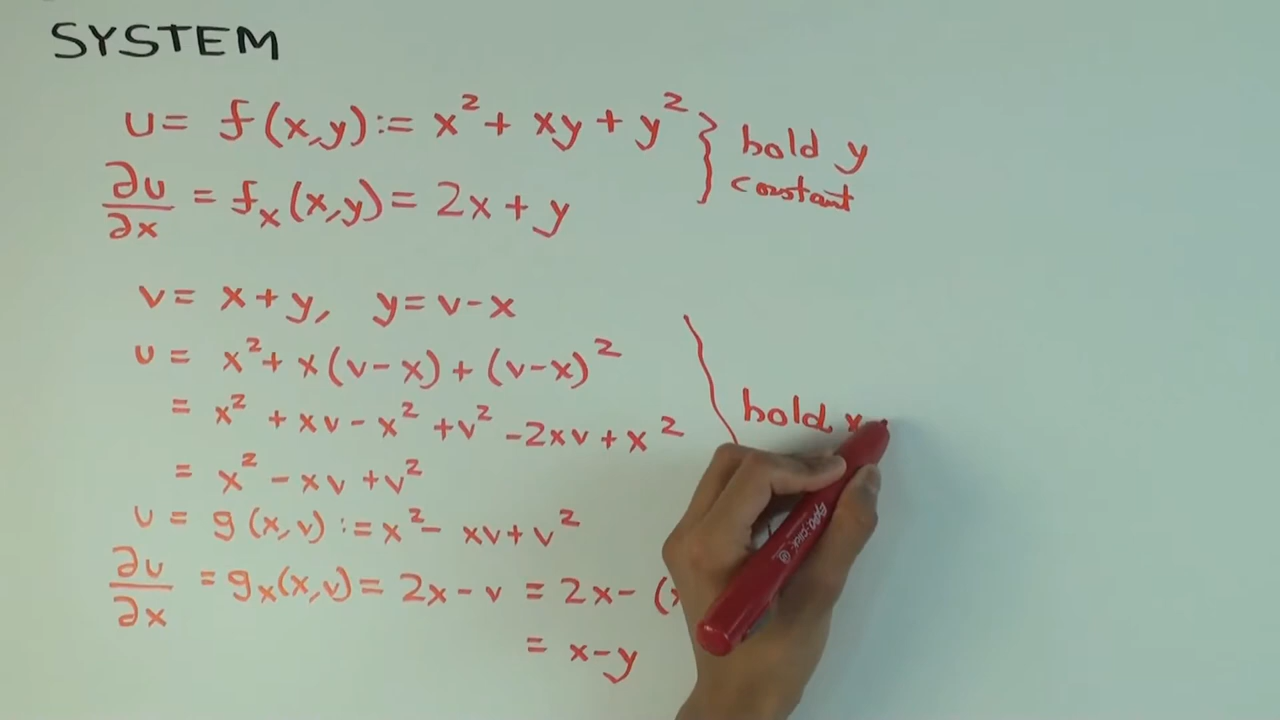 SYSTEM
u = f(x,y) := x² + xy + y² } hold y
constant
∂u/∂x = fₓ(x,y) = 2x + y
v = x + y, y = v - x
u = x² + x(v - x) + (v - x)²
= x² + xv - x² + v² - 2xv + x²
hold
= x² - xv + v²
u = g(x,v) := x² - xv + v²
∂u/∂x = gₓ(x,v) = 2x - v = 2x - (
= x - y